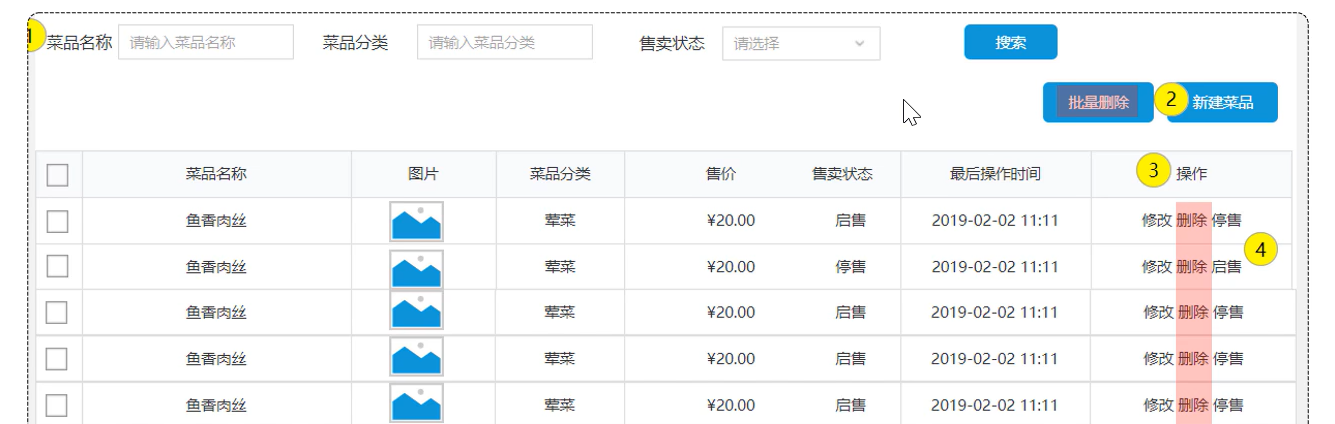 1 菜品名称 请输入菜品名称 菜品分类 请输入菜品分类 售卖状态 请选择 搜索
批量删除 2 新建菜品
菜品名称 图片 菜品分类 售价 售卖状态 最后操作时间 3 操作
鱼香肉丝 荤菜 ¥20.00 启售 2019-02-02 11:11 修改 删除 停售
4
鱼香肉丝 荤菜 ¥20.00 停售 2019-02-02 11:11 修改 删除 启售
鱼香肉丝 荤菜 ¥20.00 启售 2019-02-02 11:11 修改 删除 停售
鱼香肉丝 荤菜 ¥20.00 启售 2019-02-02 11:11 修改 删除 停售
鱼香肉丝 荤菜 ¥20.00 启售 2019-02-02 11:11 修改 删除 停售